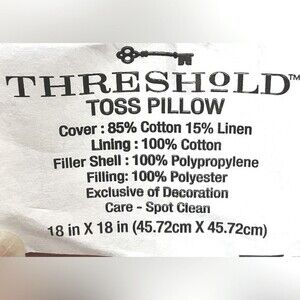 THRESHOLD™
TOSS PILLOW
Cover : 85% Cotton 15% Linen
Lining : 100% Cotton
Filler Shell : 100% Polypropylene
Filling: 100% Polyester
Exclusive of Decoration
Care - Spot Clean
18 in X 18 in (45.72cm X 45.72cm)